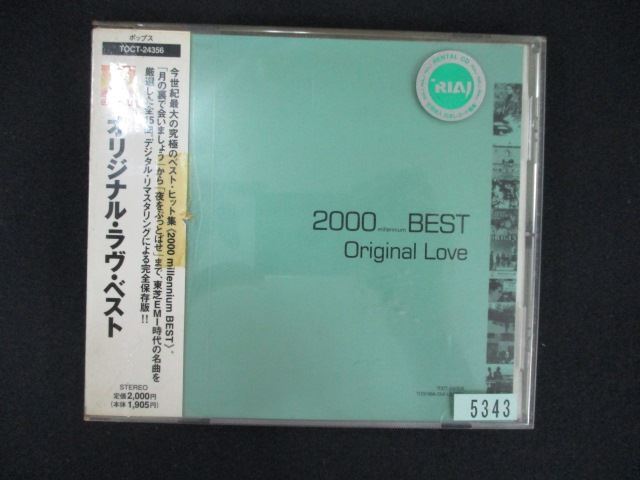 ポップス
TOCT-24356
今世紀最大の究極のベスト・ヒット集〈2000 millennium BEST〉。
「月の裏で会いましょう」から「夜をぶっとばせ」まで、東芝EMI時代の名曲を
厳選した全15曲。デジタル・リマスタリングによる完全保存版!!
オリジナル・ラヴ・ベスト
STEREO
定価2,000円
(本体 1,905円)
RENTAL CD
RIAJ
2000 millennium BEST
Original Love
5343